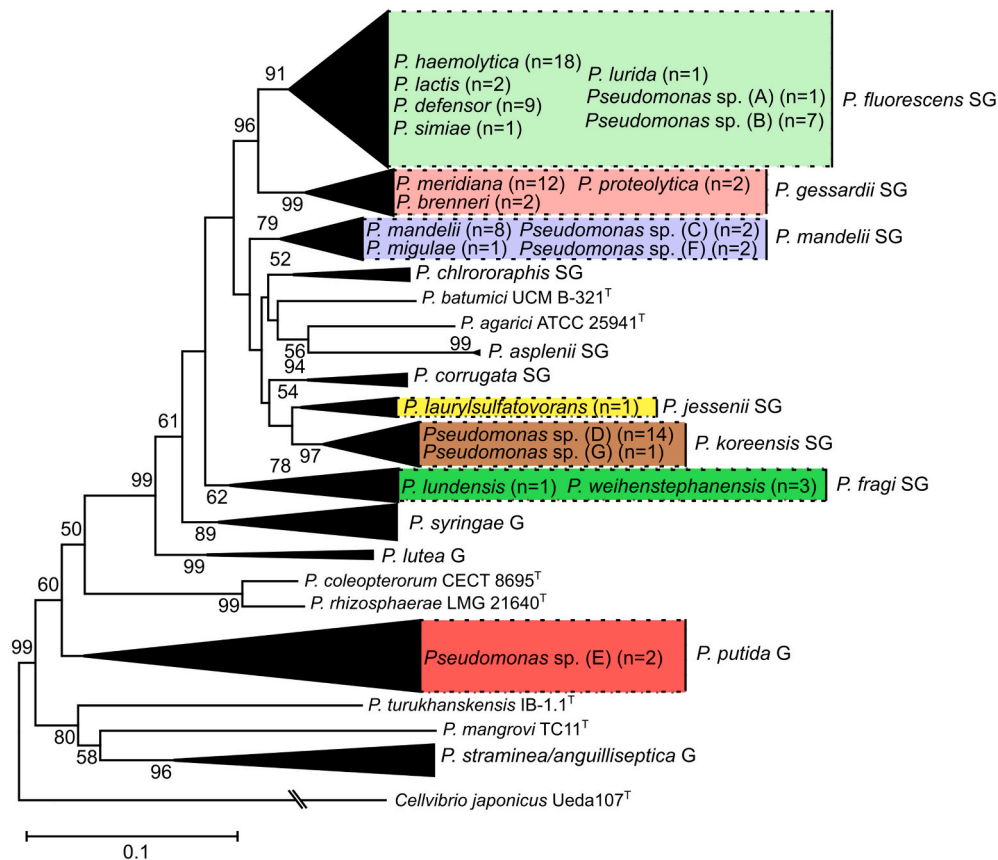 91
P. haemolytica (n=18)
P. lactis (n=2)
P. defensor (n=9)
P. simiae (n=1)
P. lurida (n=1)
Pseudomonas sp. (A) (n=1)
Pseudomonas sp. (B) (n=7)
P. fluorescens SG
96
99
P. meridiana (n=12) P. proteolytica (n=2)
P. brenneri (n=2)
P. gessardii SG
79
P. mandelii (n=8) Pseudomonas sp. (C) (n=2)
P. migulae (n=1) Pseudomonas sp. (F) (n=2)
P. mandelii SG
52
P. chlrororaphis SG
P. batumici UCM B-321T
P. agarici ATCC 25941T
56
99
P. asplenii SG
94
P. corrugata SG
54
P. laurylsulfatovorans (n=1)
P. jessenii SG
97
Pseudomonas sp. (D) (n=14)
Pseudomonas sp. (G) (n=1)
P. koreensis SG
61
78
62
P. lundensis (n=1) P. weihenstephanensis (n=3)
P. fragi SG
99
89
P. syringae G
50
99
P. lutea G
60
P. coleopterorum CECT 8695T
99
P. rhizosphaerae LMG 21640T
99
Pseudomonas sp. (E) (n=2)
P. putida G
P. turukhanskensis IB-1.1T
80
P. mangrovi TC11T
58
96
P. straminea/anguilliseptica G
Cellvibrio japonicus Ueda107T
0.1